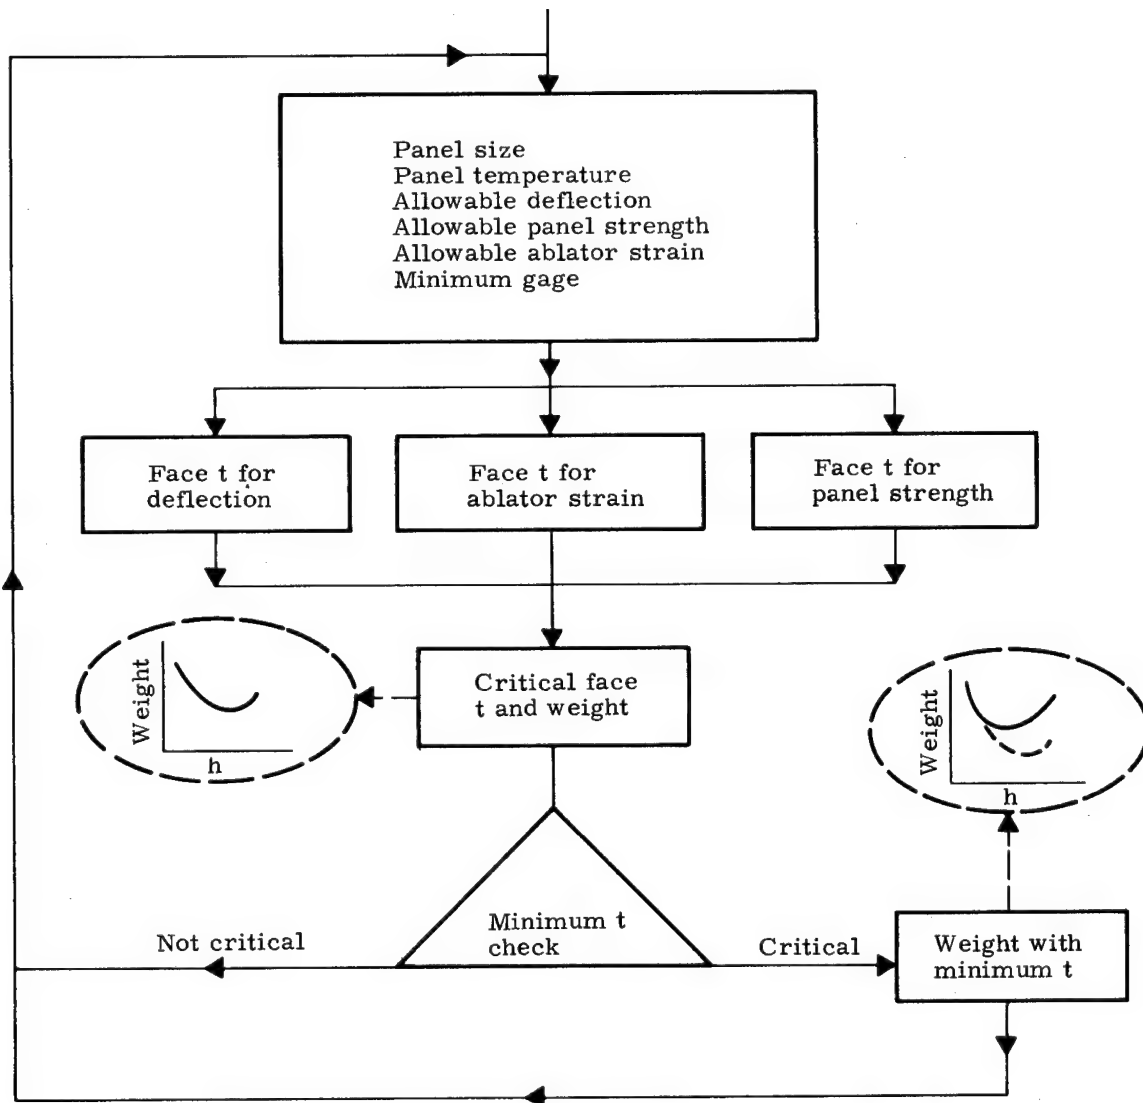 Panel size
Panel temperature
Allowable deflection
Allowable panel strength
Allowable ablator strain
Minimum gage
Face t for
deflection
Face t for
ablator strain
Face t for
panel strength
Weight
h
Critical face
t and weight
Weight
h
Minimum t
check
Not critical
Critical
Weight with
minimum t